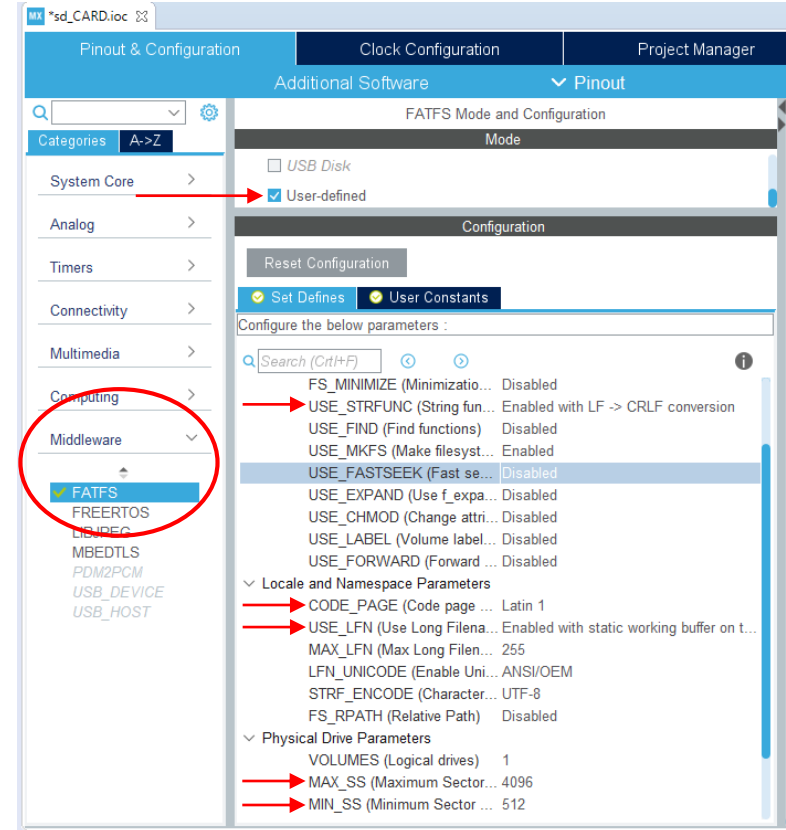 MX *sd_CARD.ioc
Pinout & Configuration Clock Configuration Project Manager
Additional Software Pinout
FATFS Mode and Configuration
Categories A->Z
Mode
USB Disk
System Core
User-defined
Analog
Configuration
Timers
Reset Configuration
Set Defines User Constants
Connectivity
Configure the below parameters :
Multimedia
Search (Crtl+F)
FS_MINIMIZE (Minimizatio... Disabled
Computing
USE_STRFUNC (String fun... Enabled with LF -> CRLF conversion
USE_FIND (Find functions) Disabled
Middleware
USE_MKFS (Make filesyst... Enabled
USE_FASTSEEK (Fast se... Disabled
FATFS
USE_EXPAND (Use f_expa... Disabled
FREERTOS
USE_CHMOD (Change attri... Disabled
LIBJPEG
USE_LABEL (Volume label... Disabled
MBEDTLS
USE_FORWARD (Forward ... Disabled
PDM2PCM
Locale and Namespace Parameters
USB_DEVICE
CODE_PAGE (Code page ... Latin 1
USB_HOST
USE_LFN (Use Long Filena... Enabled with static working buffer on t...
MAX_LFN (Max Long Filen... 255
LFN_UNICODE (Enable Uni... ANSI/OEM
STRF_ENCODE (Character... UTF-8
FS_RPATH (Relative Path) Disabled
Physical Drive Parameters
VOLUMES (Logical drives) 1
MAX_SS (Maximum Sector... 4096
MIN_SS (Minimum Sector ... 512